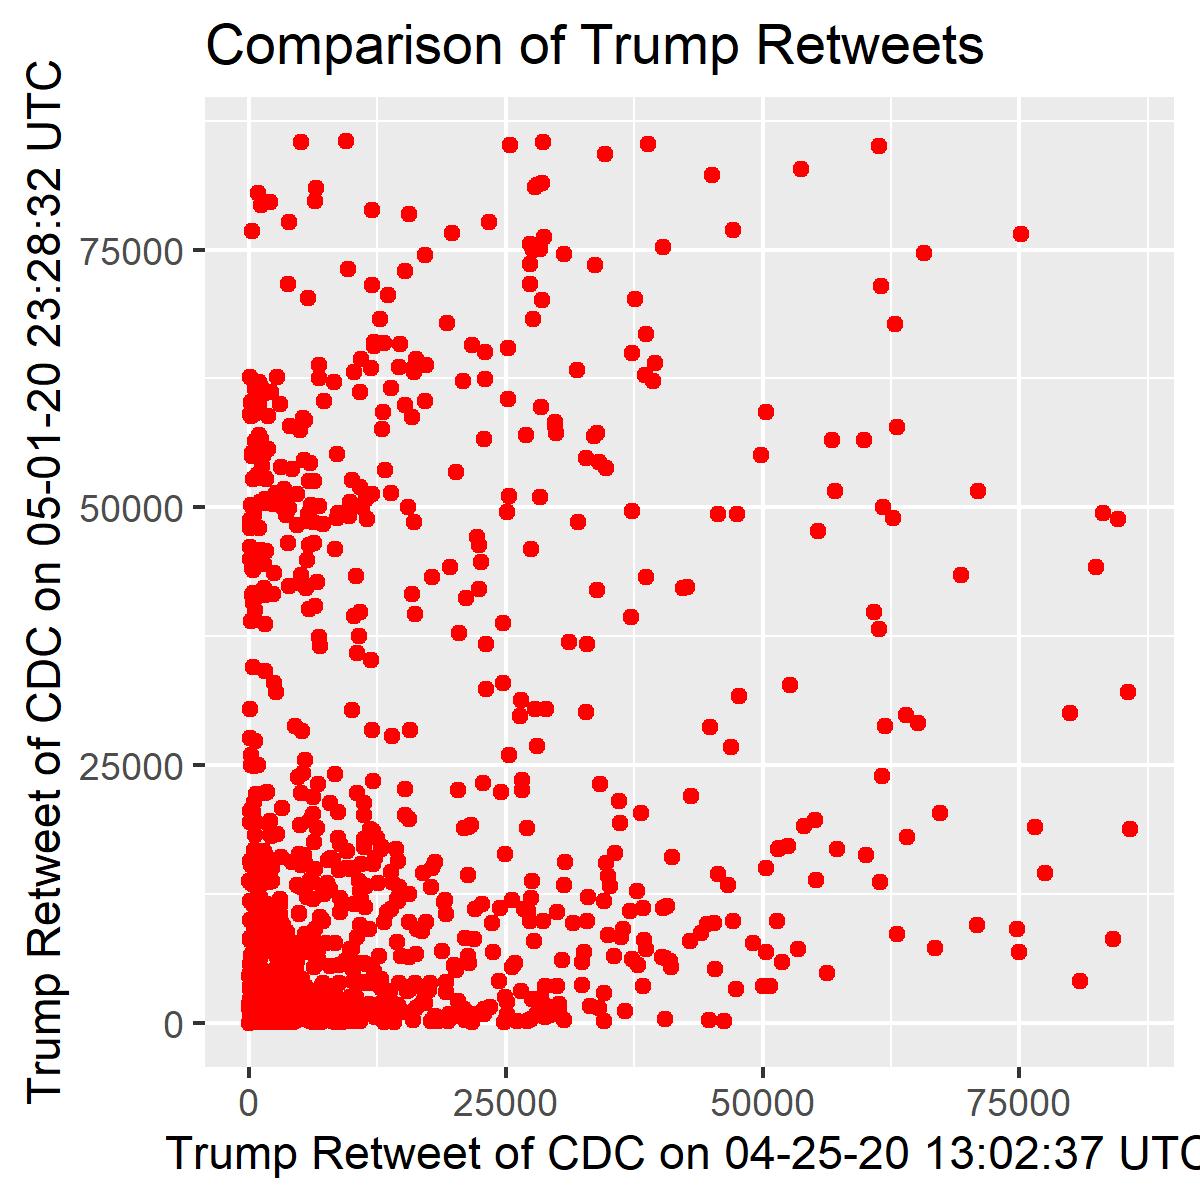 Comparison of Trump Retweets
Trump Retweet of CDC on 05-01-20 23:28:32 UTC
75000
50000
25000
0
0 25000 50000 75000
Trump Retweet of CDC on 04-25-20 13:02:37 UTC